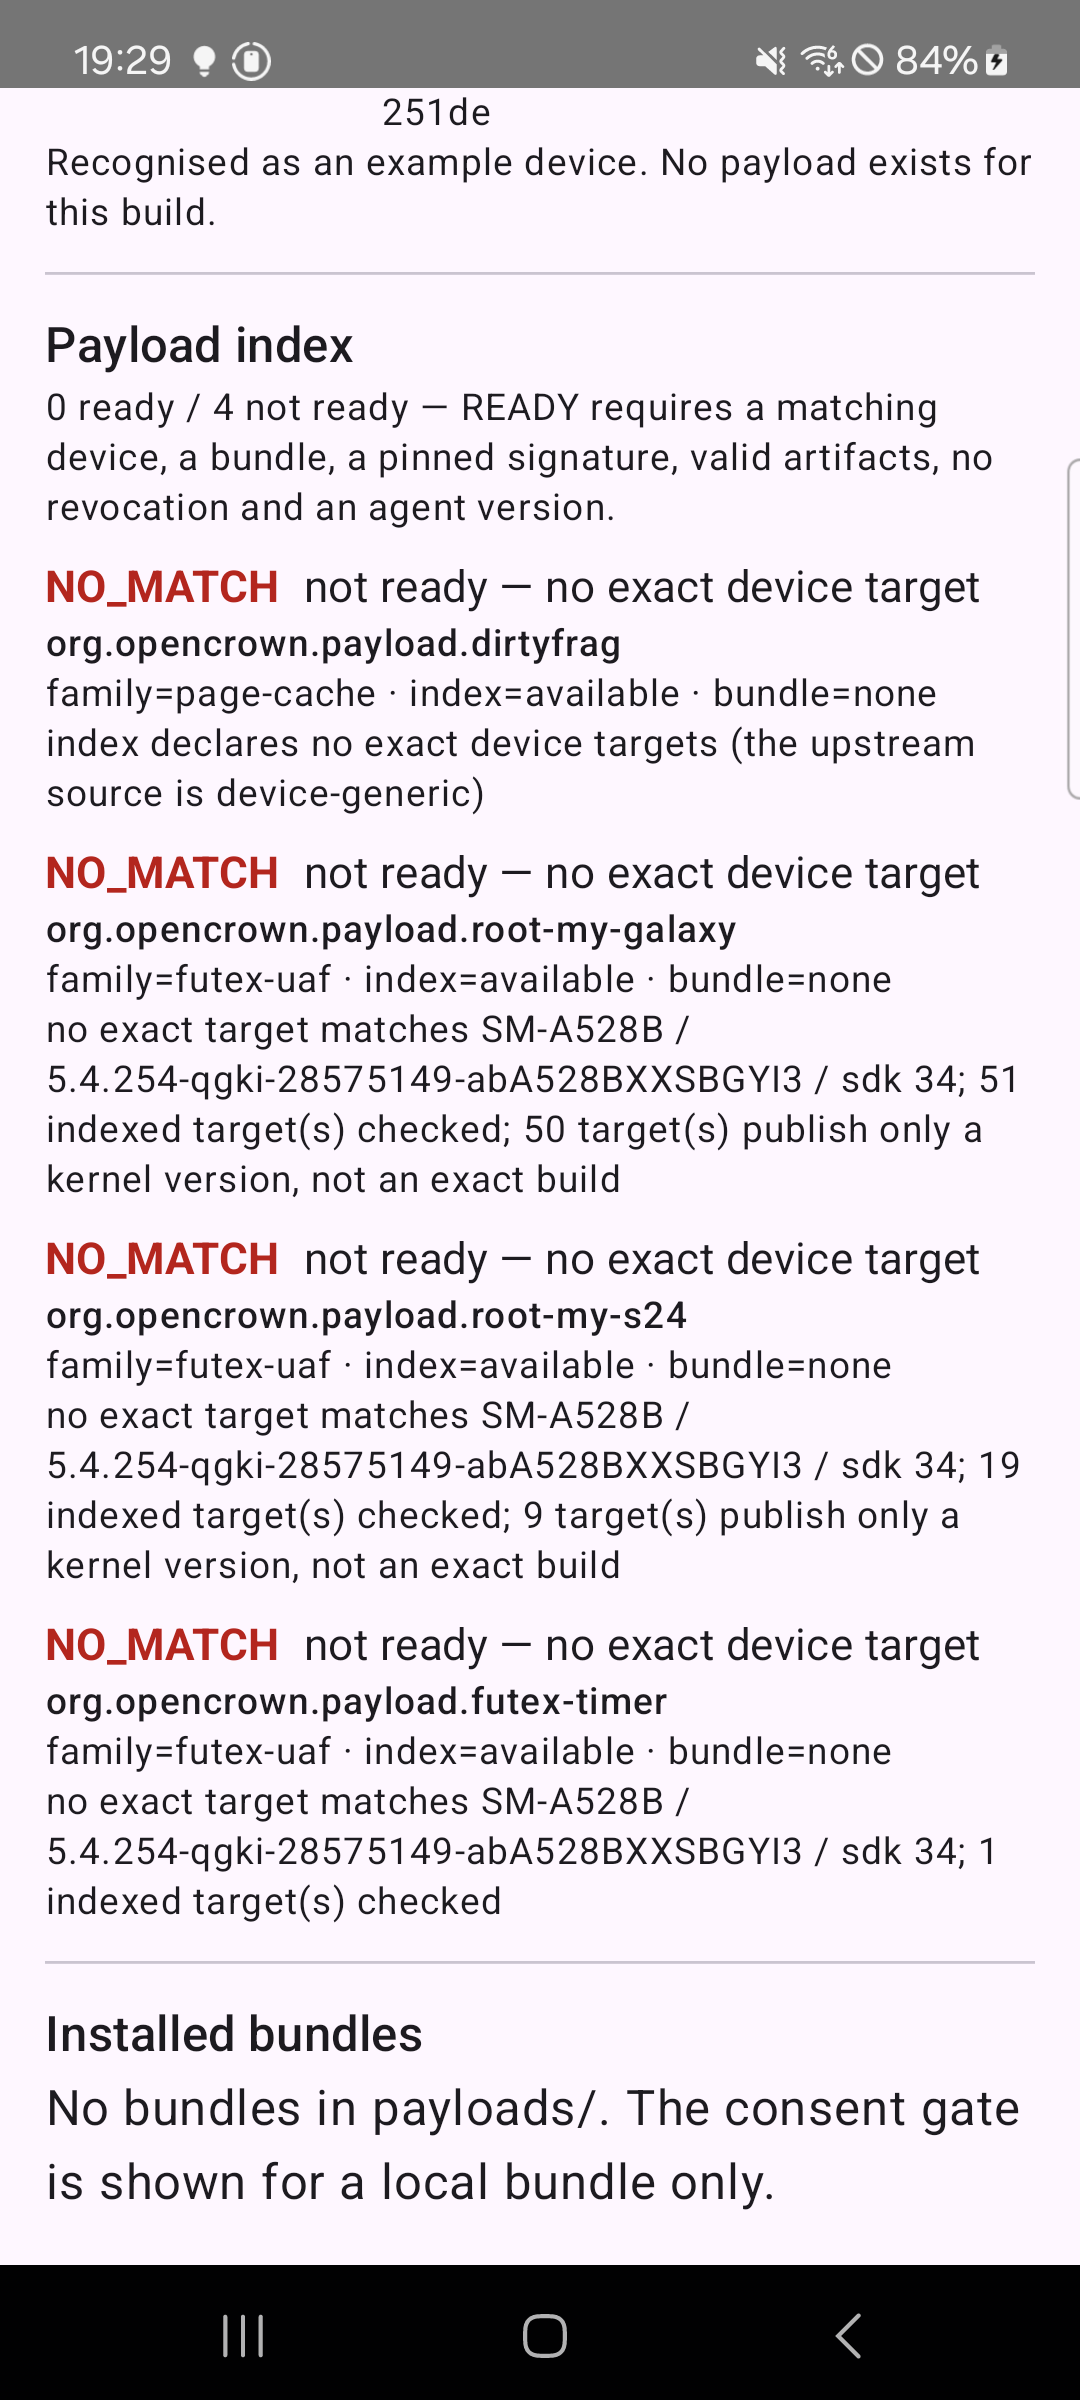 19:29 84%
251de
Recognised as an example device. No payload exists for
this build.
Payload index
0 ready / 4 not ready — READY requires a matching
device, a bundle, a pinned signature, valid artifacts, no
revocation and an agent version.
NO_MATCH not ready — no exact device target
org.opencrown.payload.dirtyfrag
family=page-cache · index=available · bundle=none
index declares no exact device targets (the upstream
source is device-generic)
NO_MATCH not ready — no exact device target
org.opencrown.payload.root-my-galaxy
family=futex-uaf · index=available · bundle=none
no exact target matches SM-A528B /
5.4.254-qgki-28575149-abA528BXXSBGYI3 / sdk 34; 51
indexed target(s) checked; 50 target(s) publish only a
kernel version, not an exact build
NO_MATCH not ready — no exact device target
org.opencrown.payload.root-my-s24
family=futex-uaf · index=available · bundle=none
no exact target matches SM-A528B /
5.4.254-qgki-28575149-abA528BXXSBGYI3 / sdk 34; 19
indexed target(s) checked; 9 target(s) publish only a
kernel version, not an exact build
NO_MATCH not ready — no exact device target
org.opencrown.payload.futex-timer
family=futex-uaf · index=available · bundle=none
no exact target matches SM-A528B /
5.4.254-qgki-28575149-abA528BXXSBGYI3 / sdk 34; 1
indexed target(s) checked
Installed bundles
No bundles in payloads/. The consent gate
is shown for a local bundle only.